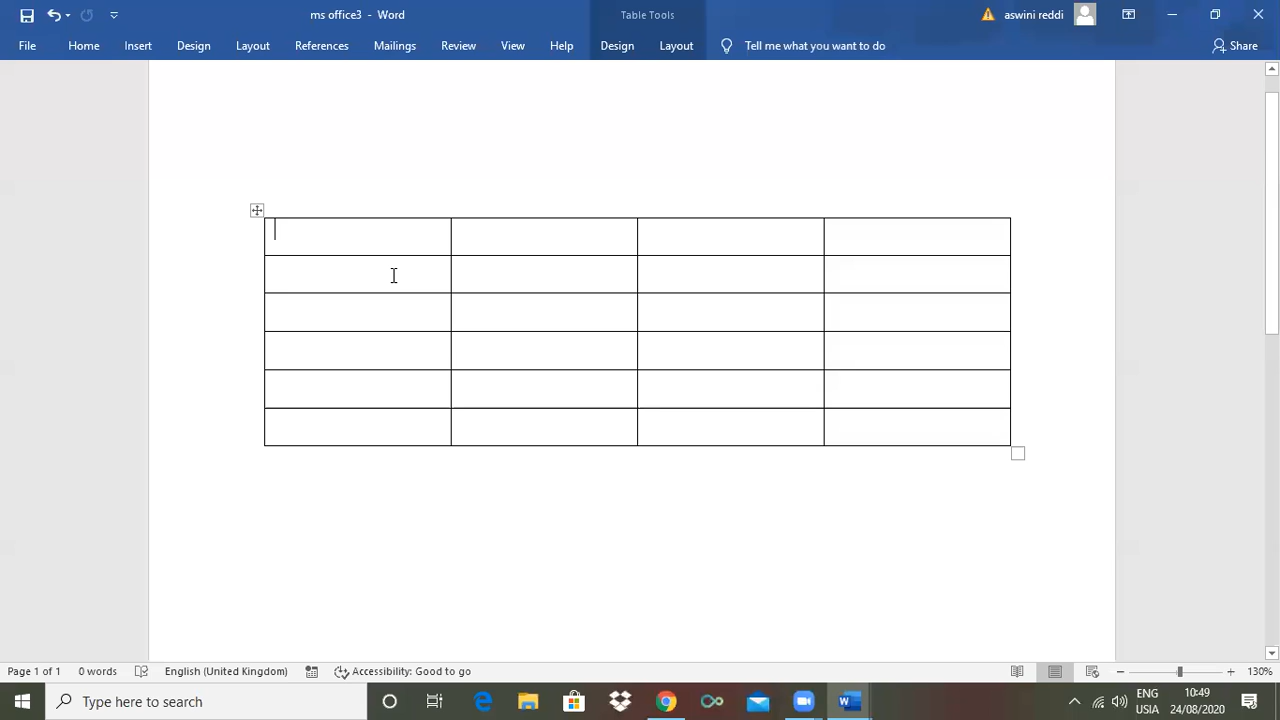 ms office3 - Word
Table Tools
aswini reddi
File
Home
Insert
Design
Layout
References
Mailings
Review
View
Help
Design
Layout
Tell me what you want to do
Share
Page 1 of 1
0 words
English (United Kingdom)
Accessibility: Good to go
130%
Type here to search
ENG
USIA
10:49
24/08/2020